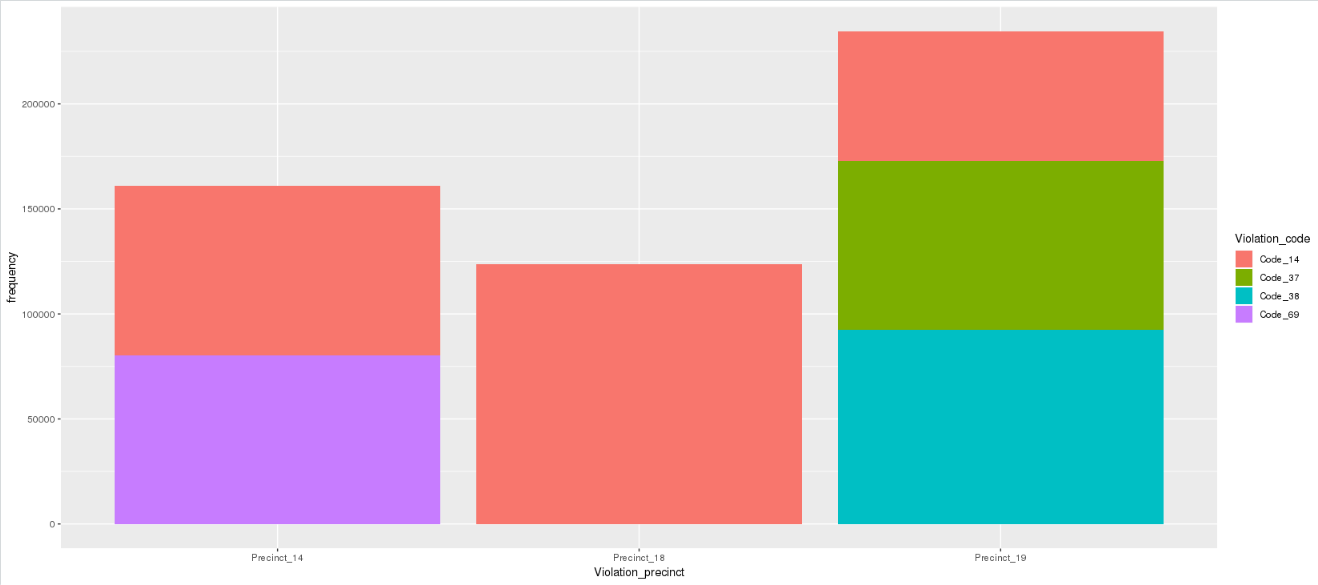 frequency
200000
150000
100000
50000
0
Precinct_14
Precinct_18
Precinct_19
Violation_precinct
Violation_code
Code_14
Code_37
Code_38
Code_69